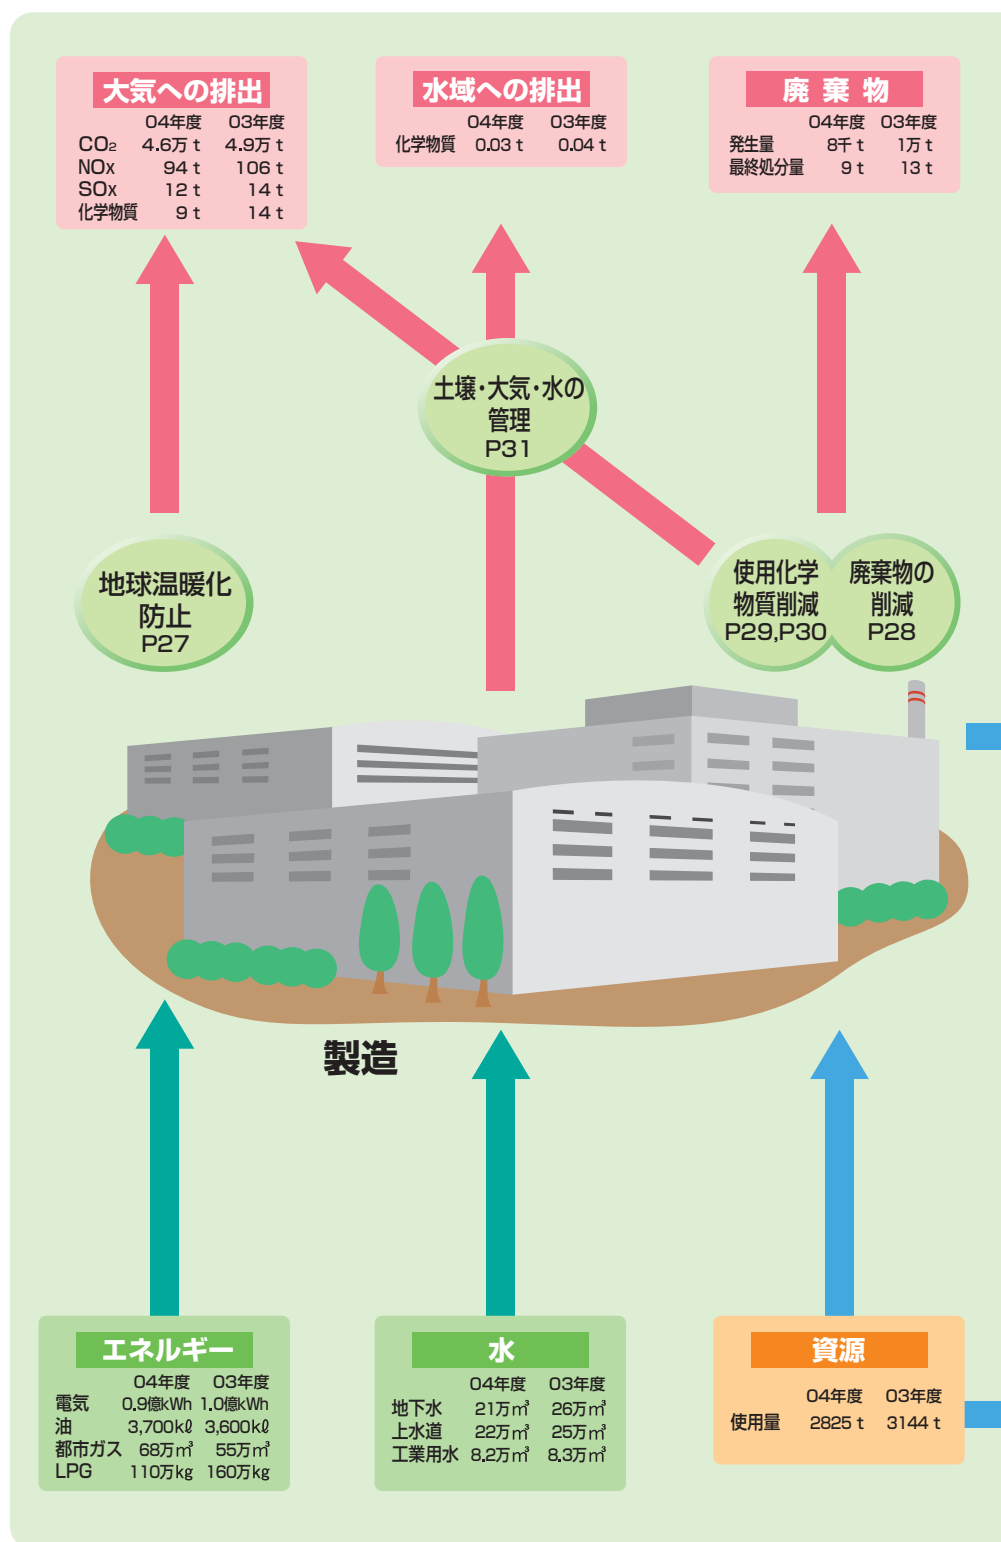 大気への排出
04年度 03年度
CO₂ 4.6万 t 4.9万 t
NOx 94 t 106 t
SOx 12 t 14 t
化学物質 9 t 14 t
水域への排出
04年度 03年度
化学物質 0.03 t 0.04 t
廃 棄 物
04年度 03年度
発生量 8千 t 1万 t
最終処分量 9 t 13 t
土壌・大気・水の
管理
P31
地球温暖化
防止
P27
使用化学
物質削減
P29,P30
廃棄物の
削減
P28
製造
エネルギー
04年度 03年度
電気 0.9億kWh 1.0億kWh
油 3,700kℓ 3,600kℓ
都市ガス 68万㎥ 55万㎥
LPG 110万kg 160万kg
水
04年度 03年度
地下水 21万㎥ 26万㎥
上水道 22万㎥ 25万㎥
工業用水 8.2万㎥ 8.3万㎥
資源
04年度 03年度
使用量 2825 t 3144 t